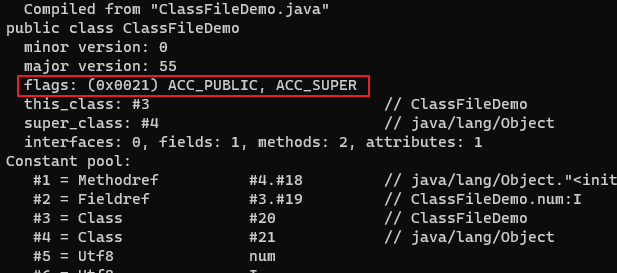 Compiled from "ClassFileDemo.java"
public class ClassFileDemo
minor version: 0
major version: 55
flags: (0x0021) ACC_PUBLIC, ACC_SUPER
this_class: #3 // ClassFileDemo
super_class: #4 // java/lang/Object
interfaces: 0, fields: 1, methods: 2, attributes: 1
Constant pool:
#1 = Methodref #4.#18 // java/lang/Object."<init
#2 = Fieldref #3.#19 // ClassFileDemo.num:I
#3 = Class #20 // ClassFileDemo
#4 = Class #21 // java/lang/Object
#5 = Utf8 num
#6 = Utf8 I